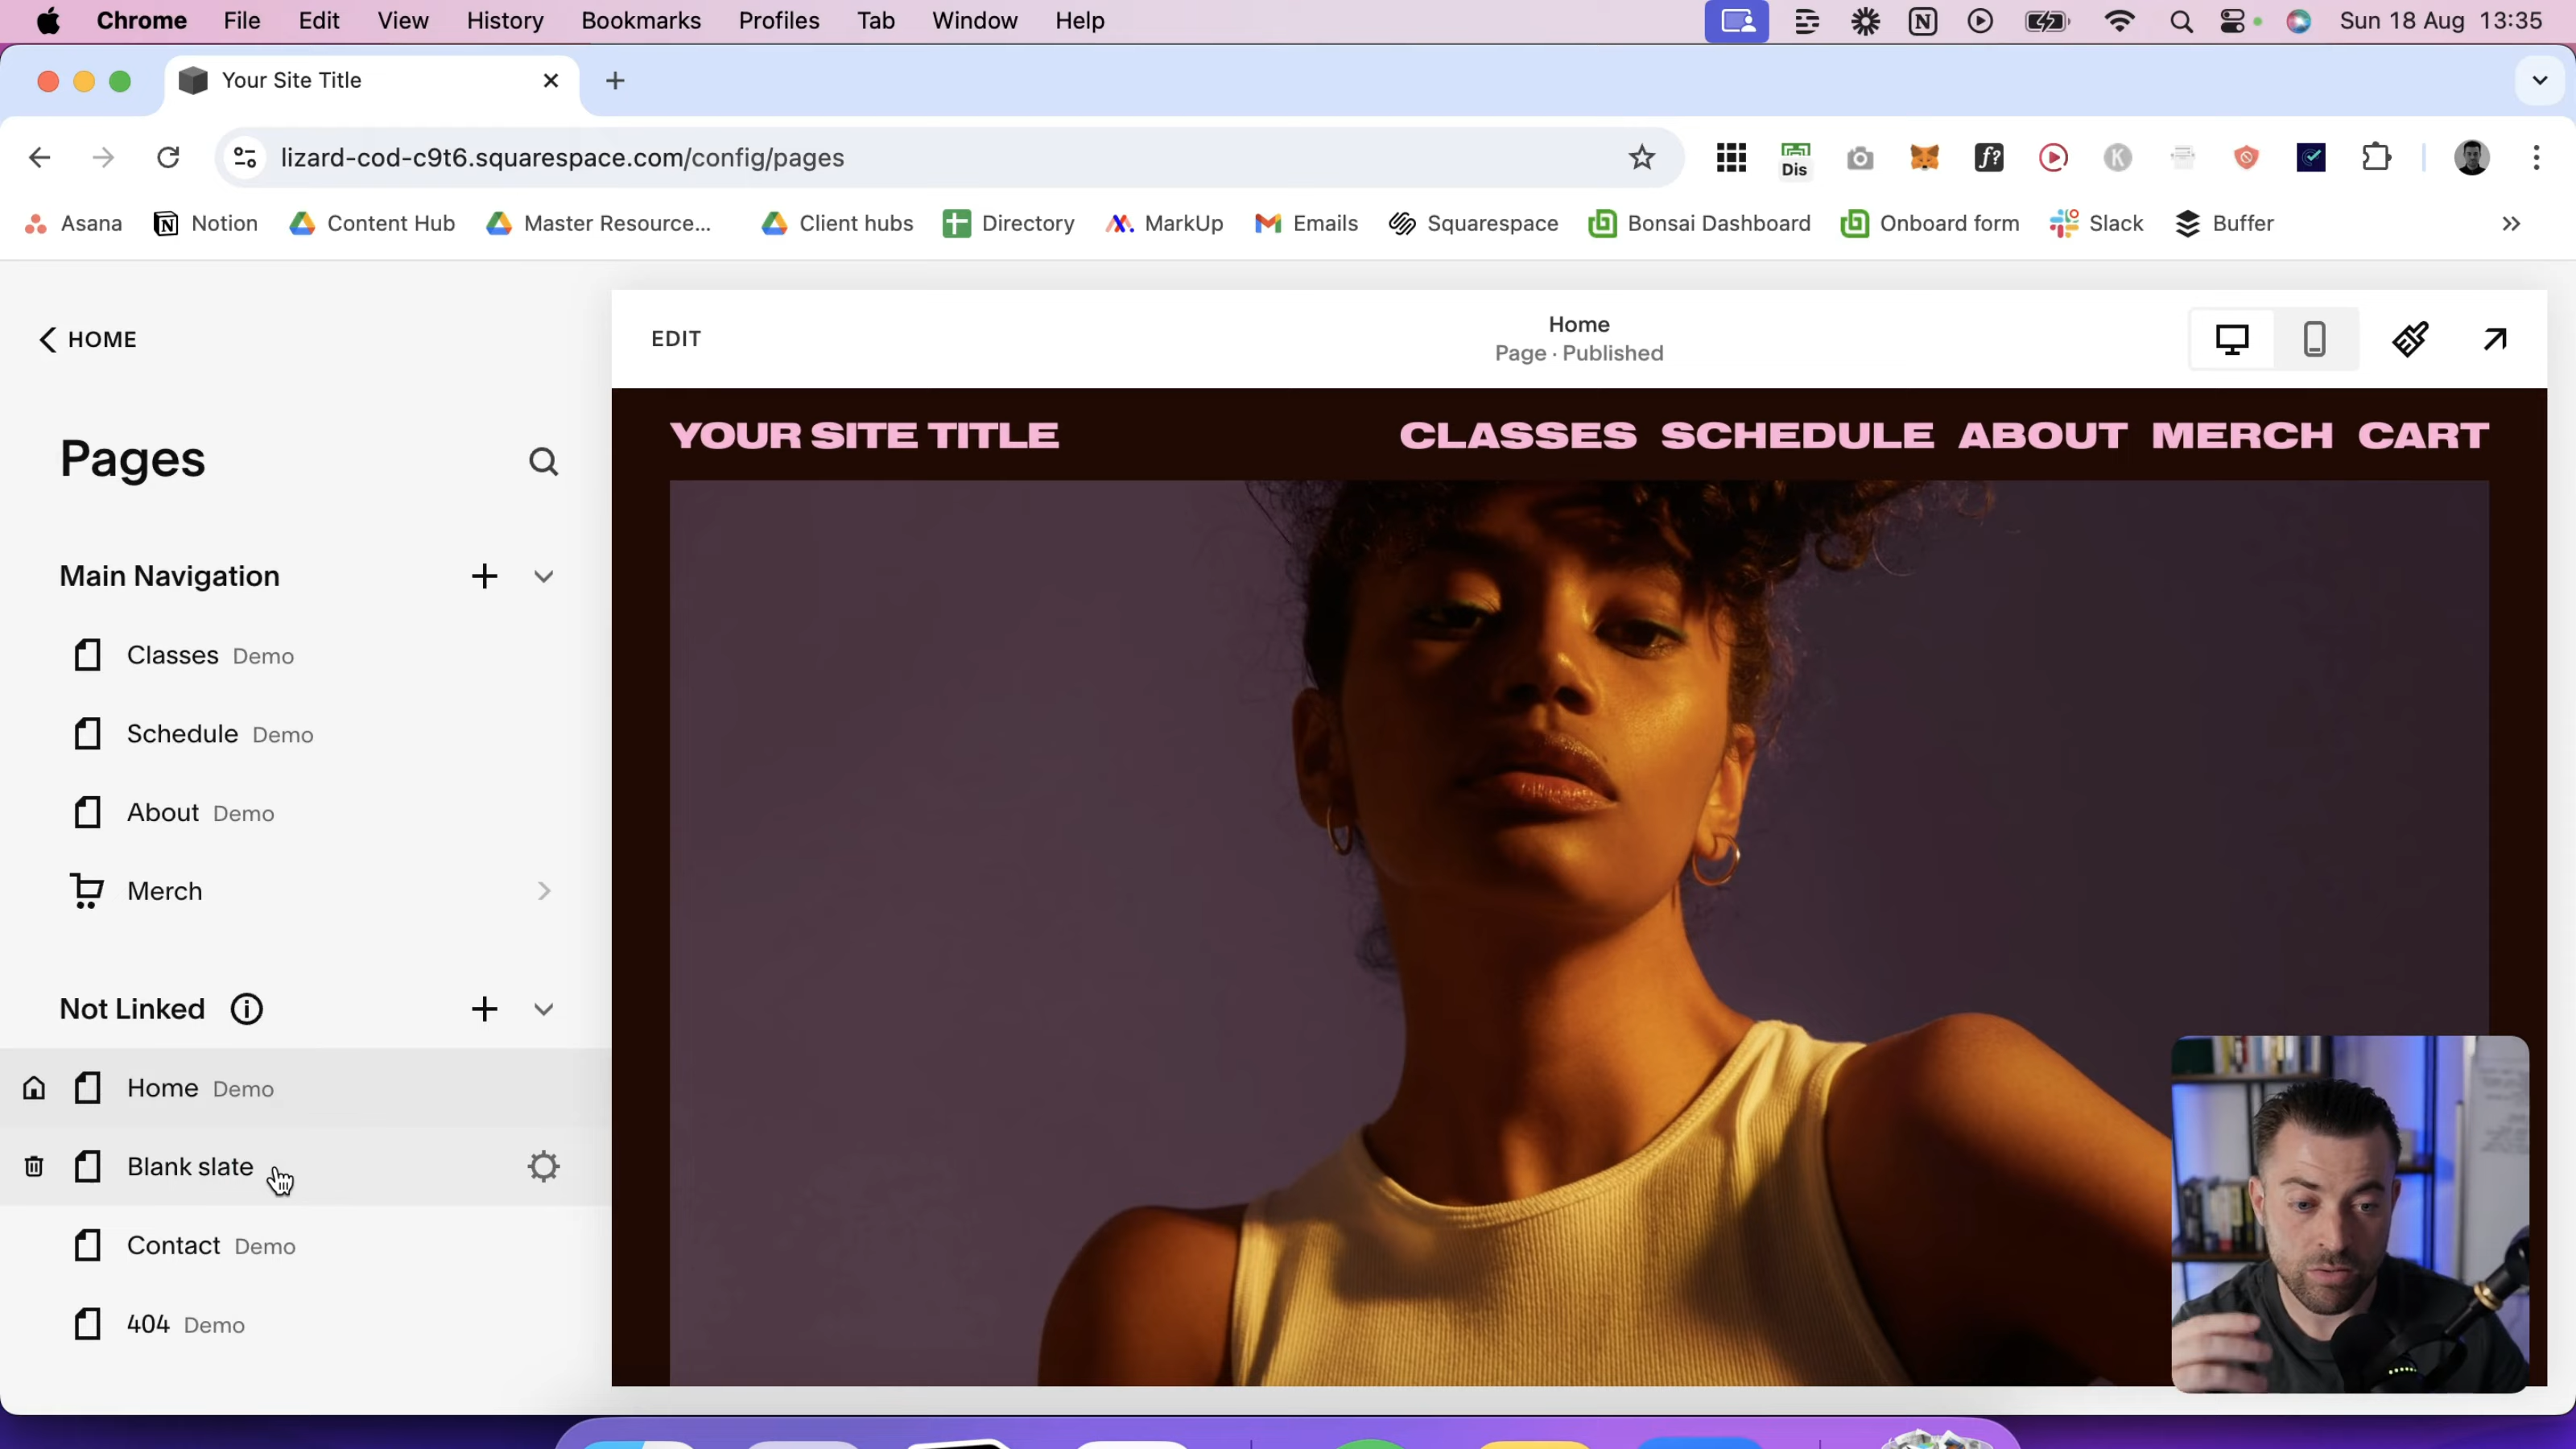 Chrome File Edit View History Bookmarks Profiles Tab Window Help Sun 18 Aug 13:35
Your Site Title
lizard-cod-c9t6.squarespace.com/config/pages
Dis
Asana Notion Content Hub Master Resource... Client hubs Directory MarkUp Emails Squarespace Bonsai Dashboard Onboard form Slack Buffer
HOME
EDIT
Home
Page · Published
YOUR SITE TITLE CLASSES SCHEDULE ABOUT MERCH CART
Pages
Main Navigation
Classes Demo
Schedule Demo
About Demo
Merch
Not Linked
Home Demo
Blank slate
Contact Demo
404 Demo